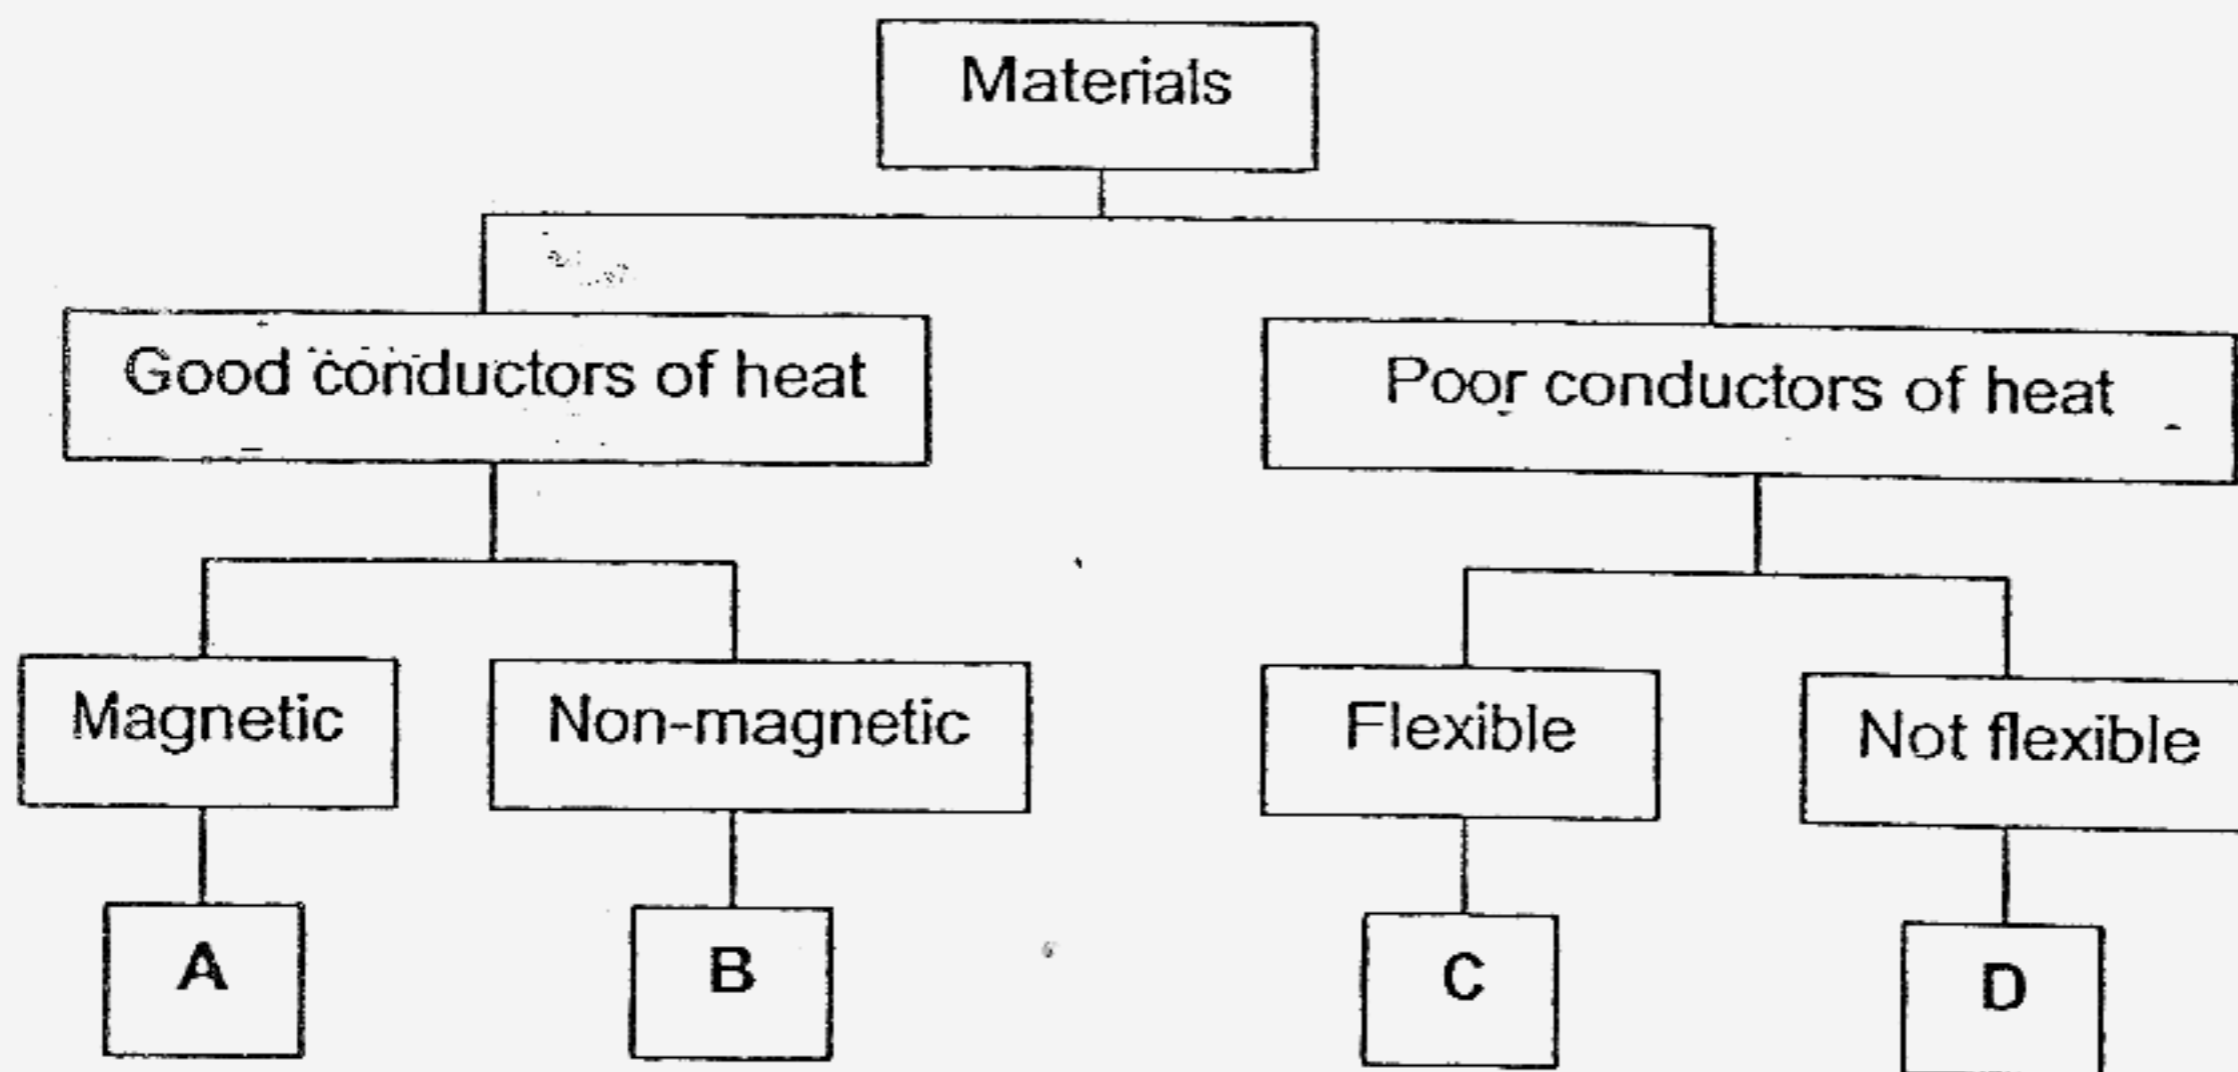 Materials
Good conductors of heat
Poor conductors of heat
Magnetic
Non-magnetic
Flexible
Not flexible
A
B
C
D